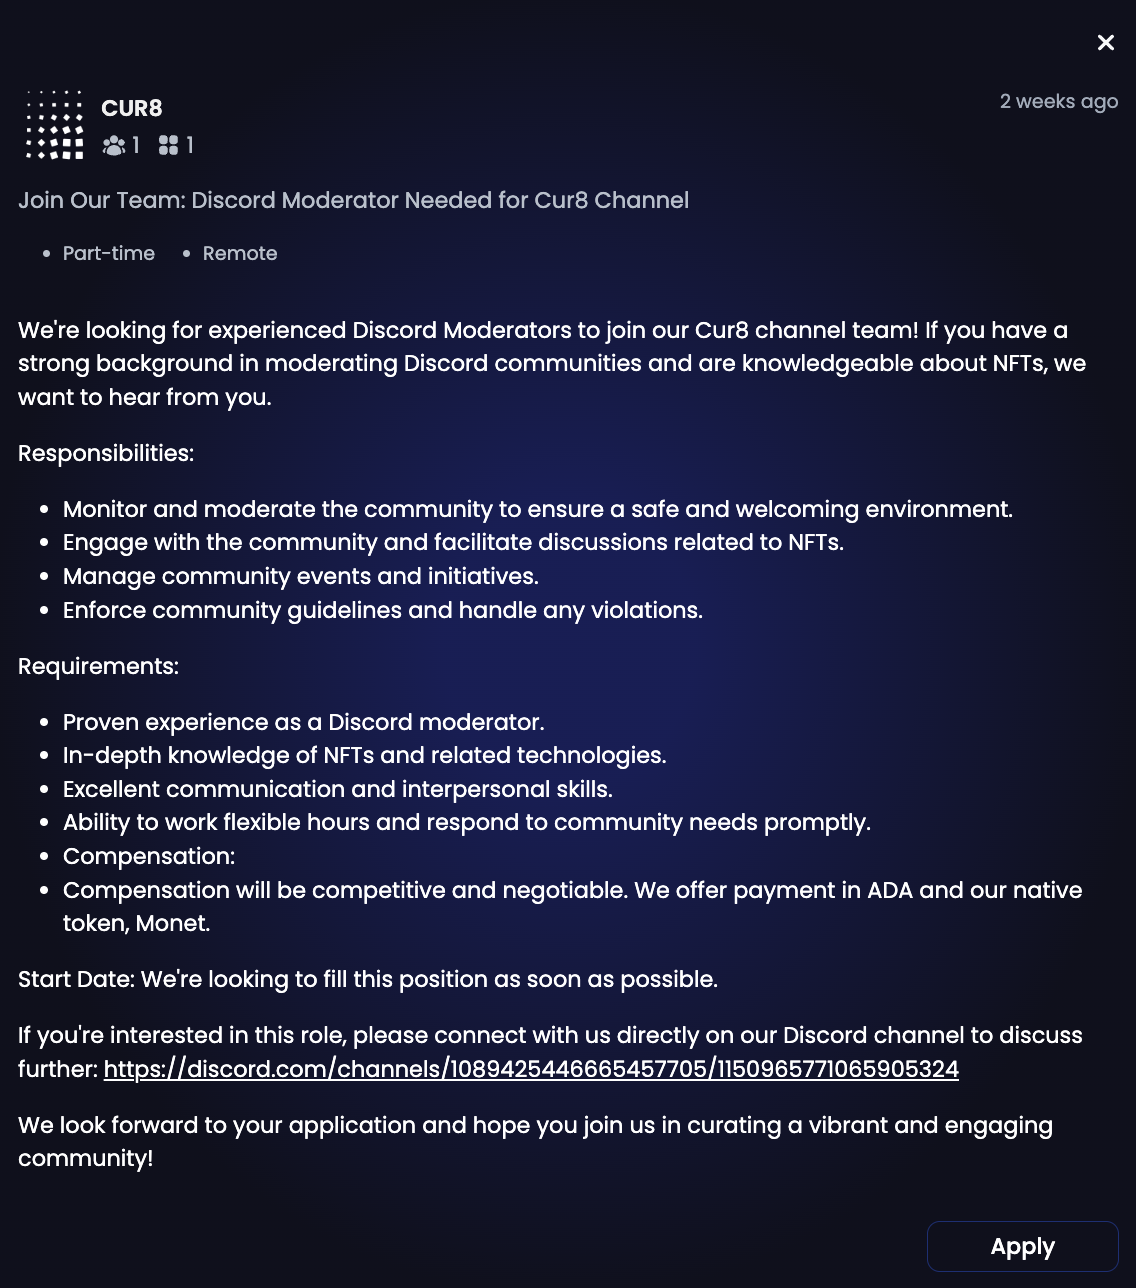 CUR8
2 weeks ago
1 1
Join Our Team: Discord Moderator Needed for Cur8 Channel
• Part-time • Remote
We're looking for experienced Discord Moderators to join our Cur8 channel team! If you have a
strong background in moderating Discord communities and are knowledgeable about NFTs, we
want to hear from you.
Responsibilities:
• Monitor and moderate the community to ensure a safe and welcoming environment.
• Engage with the community and facilitate discussions related to NFTs.
• Manage community events and initiatives.
• Enforce community guidelines and handle any violations.
Requirements:
• Proven experience as a Discord moderator.
• In-depth knowledge of NFTs and related technologies.
• Excellent communication and interpersonal skills.
• Ability to work flexible hours and respond to community needs promptly.
• Compensation:
• Compensation will be competitive and negotiable. We offer payment in ADA and our native
token, Monet.
Start Date: We're looking to fill this position as soon as possible.
If you're interested in this role, please connect with us directly on our Discord channel to discuss
further: https://discord.com/channels/1089425446665457705/1150965771065905324
We look forward to your application and hope you join us in curating a vibrant and engaging
community!
Apply